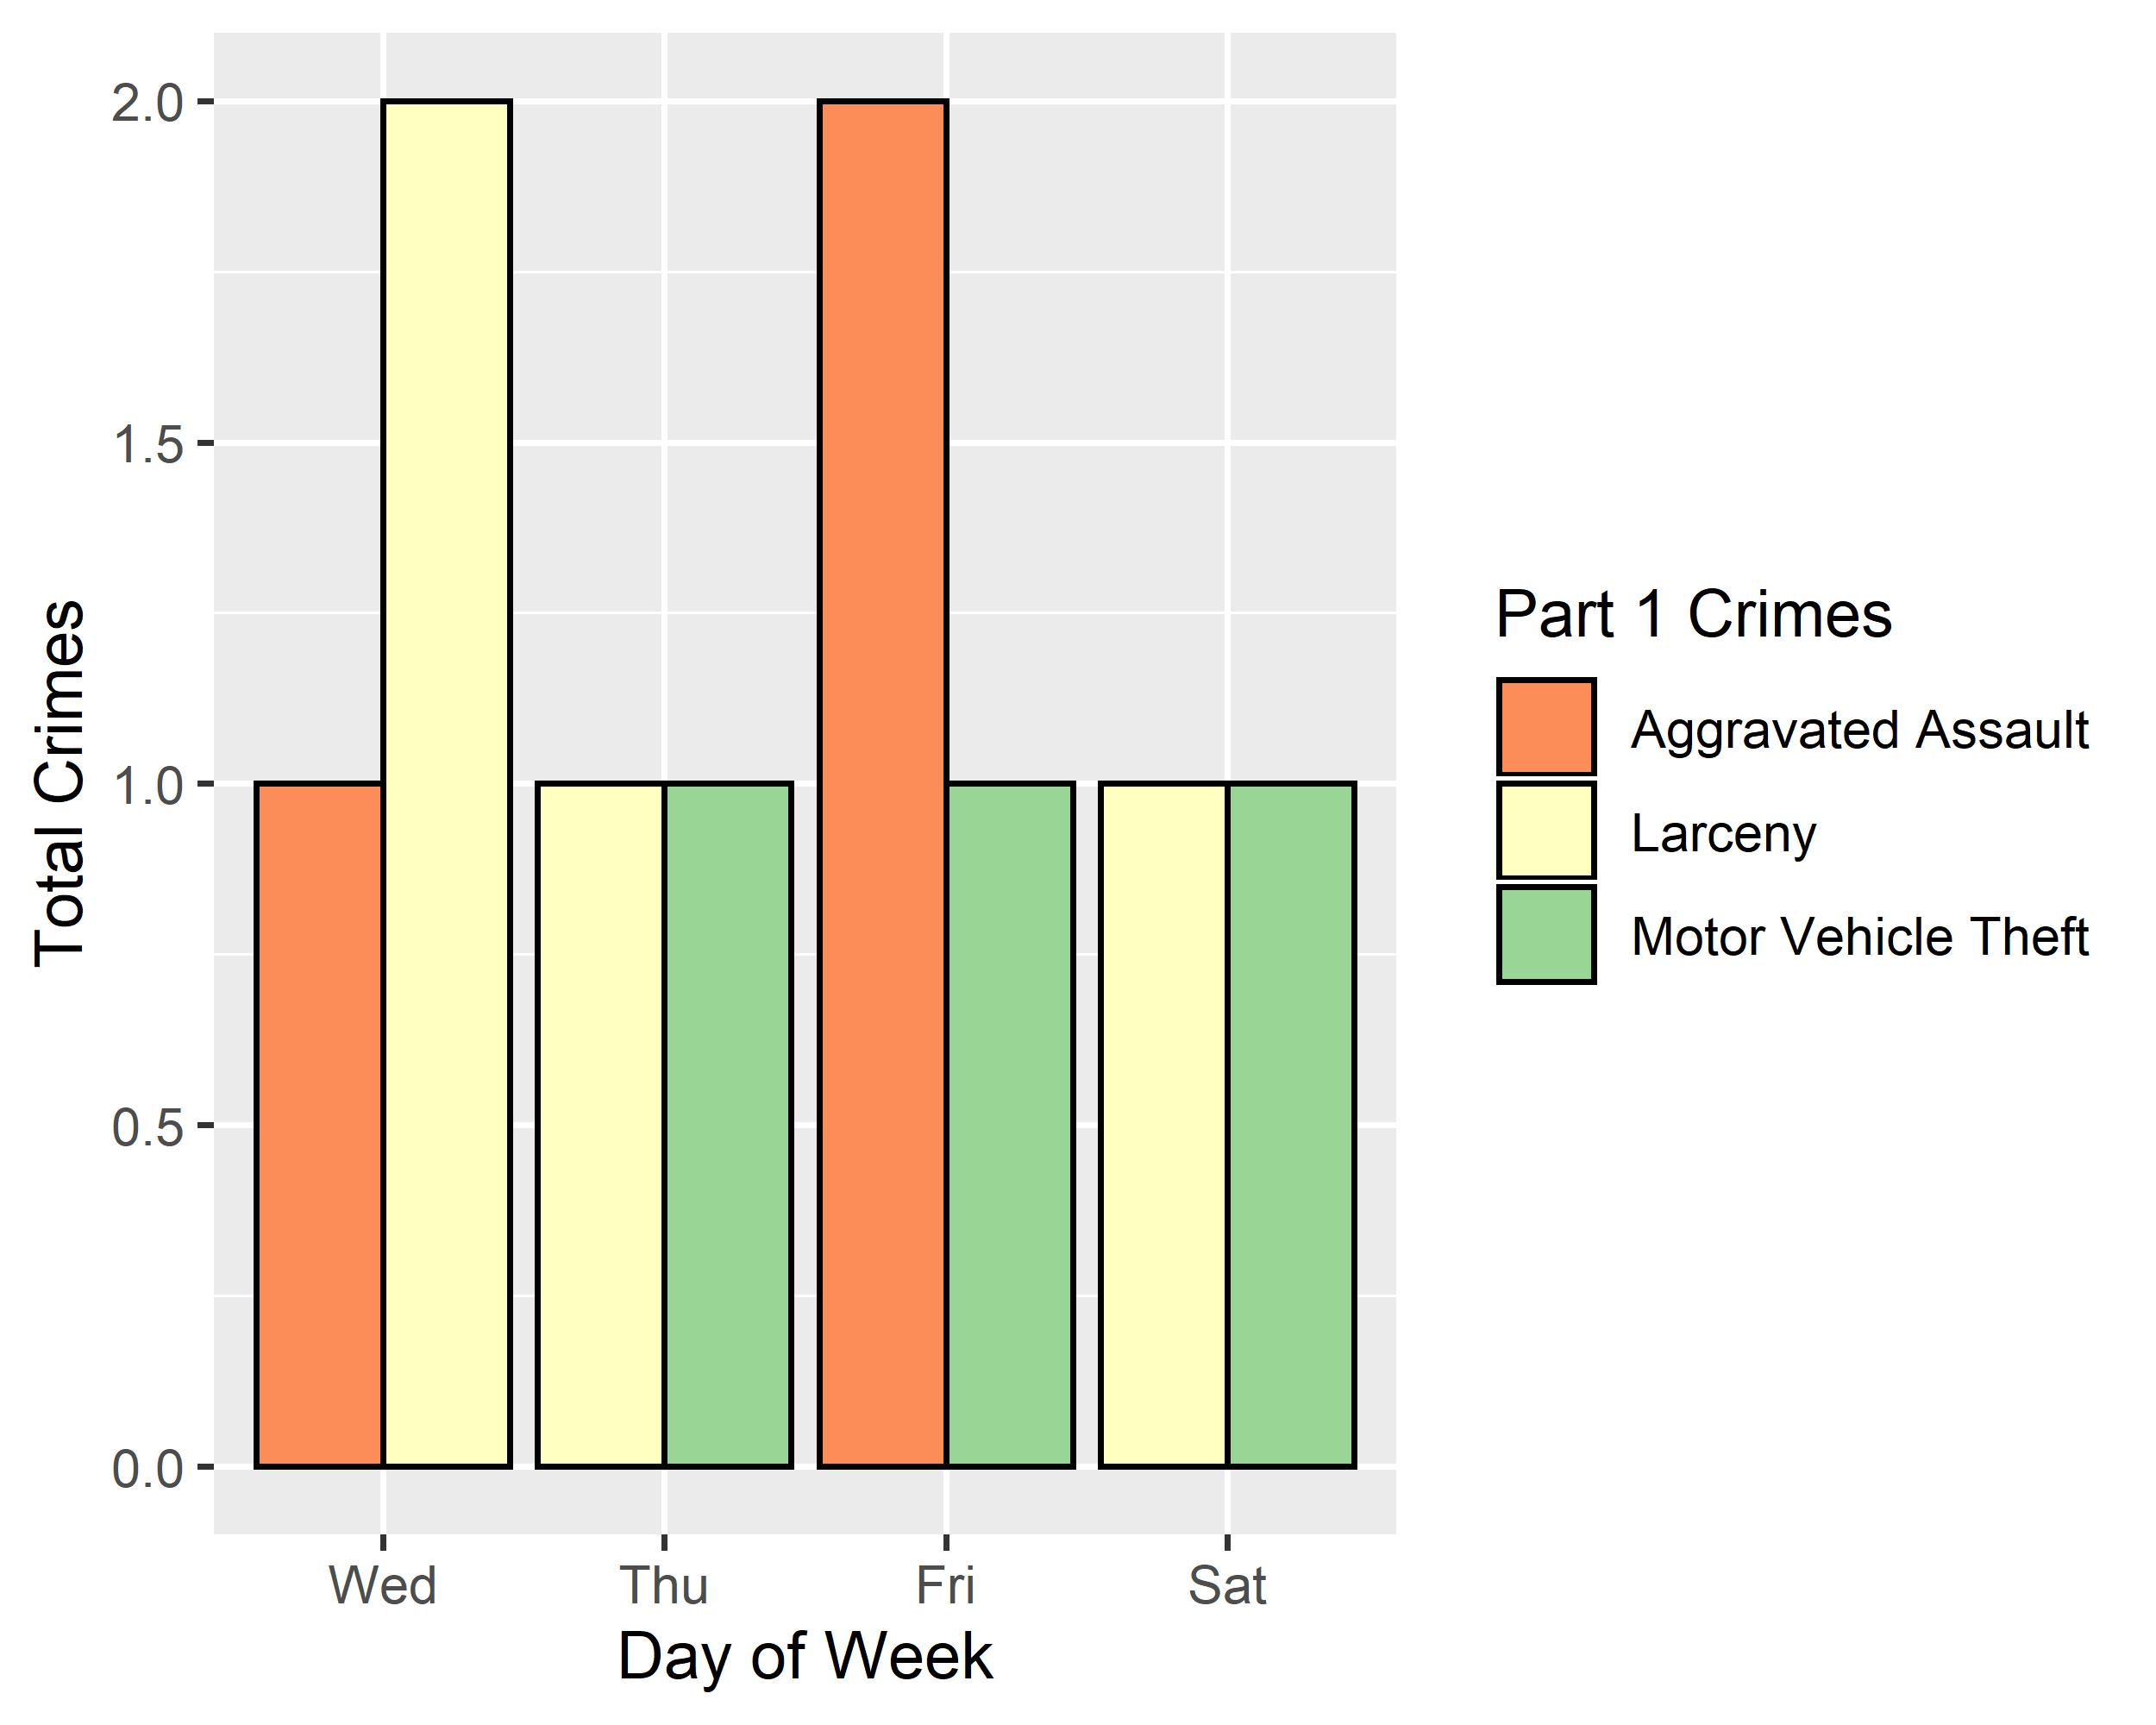 2.0
1.5
1.0
0.5
0.0
Total Crimes
Wed Thu Fri Sat
Day of Week
Part 1 Crimes
Aggravated Assault
Larceny
Motor Vehicle Theft